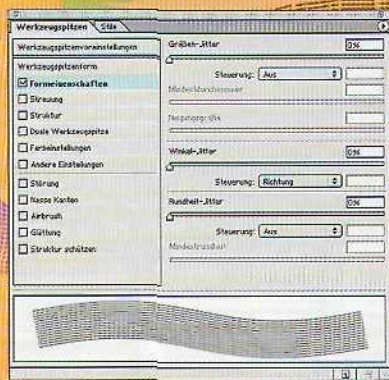 Werkzeugspitzen Stile
Werkzeugspitzenvoreinstellungen
Werkzeugspitzenform
Formeigenschaften
Streuung
Struktur
Duale Werkzeugspitze
Farbeinstellungen
Andere Einstellungen
Störung
Nasse Kanten
Airbrush
Glättung
Struktur schützen
Größen-Jitter 0%
Steuerung: Aus
Mindestdurchmesser
Neigungsgröße
Winkel-Jitter 0%
Steuerung: Richtung
Rundheit-Jitter 0%
Steuerung: Aus
Mindestrundheit